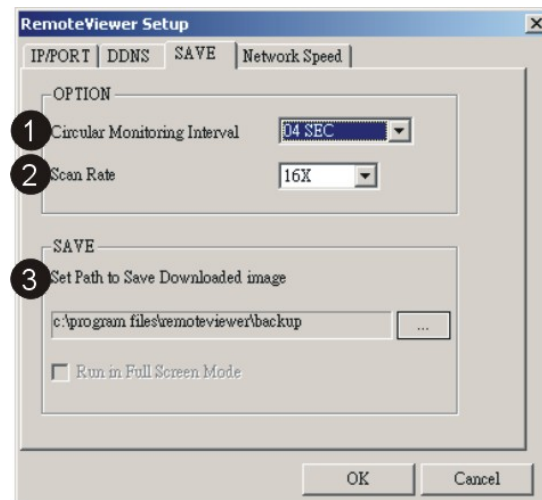 RemoteViewer Setup
IP/PORT DDNS SAVE Network Speed
OPTION
1 Circular Monitoring Interval 04 SEC
2 Scan Rate 16X
SAVE
3 Set Path to Save Downloaded image
c:\program files\remoteviewer\backup ...
Run in Full Screen Mode
OK Cancel